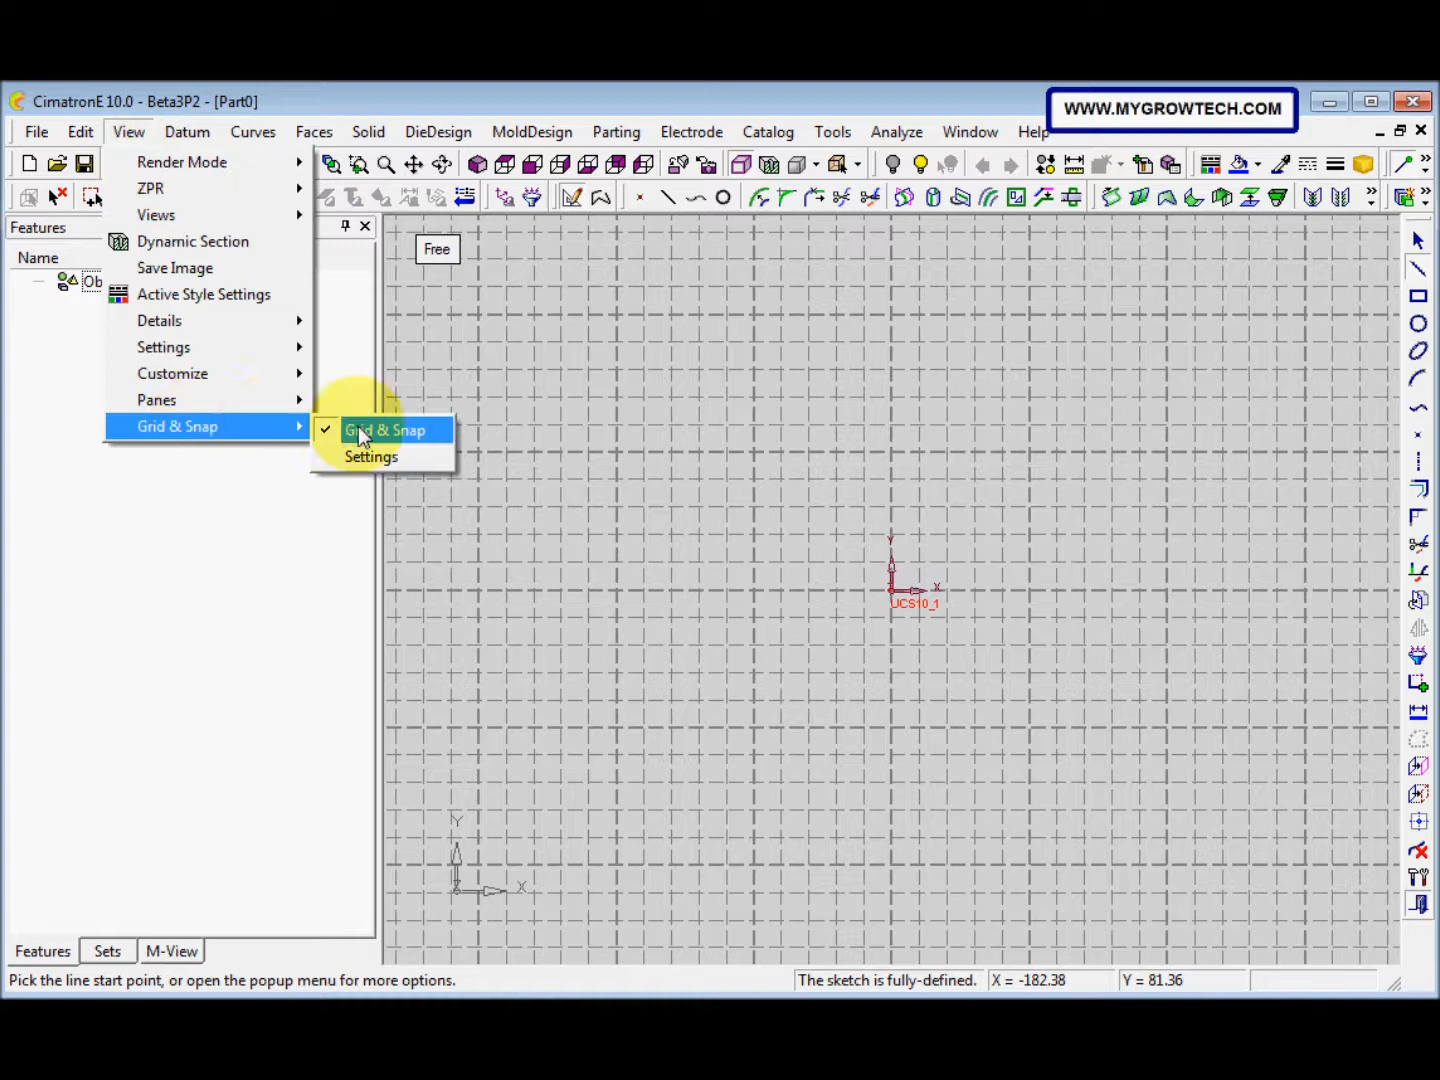 CimatronE 10.0 - Beta3P2 - [Part0]
WWW.MYGROWTECH.COM
File Edit View Datum Curves Faces Solid DieDesign MoldDesign Parting Electrode Catalog Tools Analyze Window Help
Render Mode
ZPR
Views
Dynamic Section
Save Image
Active Style Settings
Details
Settings
Customize
Panes
Grid & Snap
Grid & Snap
Settings
Features
Name
Ob
Free
Y
X
UCS10_1
Y
Z
X
Features Sets M-View
Pick the line start point, or open the popup menu for more options. The sketch is fully-defined. X = -182.38 Y = 81.36